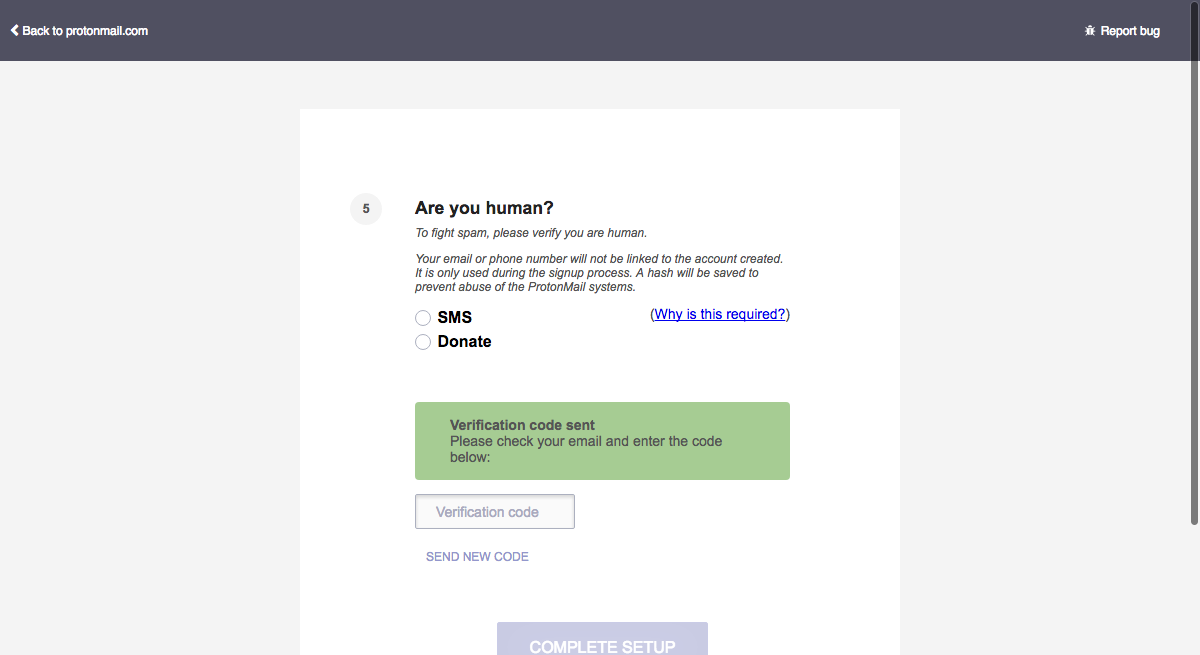 Back to protonmail.com
Report bug
5
Are you human?
To fight spam, please verify you are human.
Your email or phone number will not be linked to the account created.
It is only used during the signup process. A hash will be saved to
prevent abuse of the ProtonMail systems.
SMS
(Why is this required?)
Donate
Verification code sent
Please check your email and enter the code
below:
Verification code
SEND NEW CODE
COMPLETE SETUP